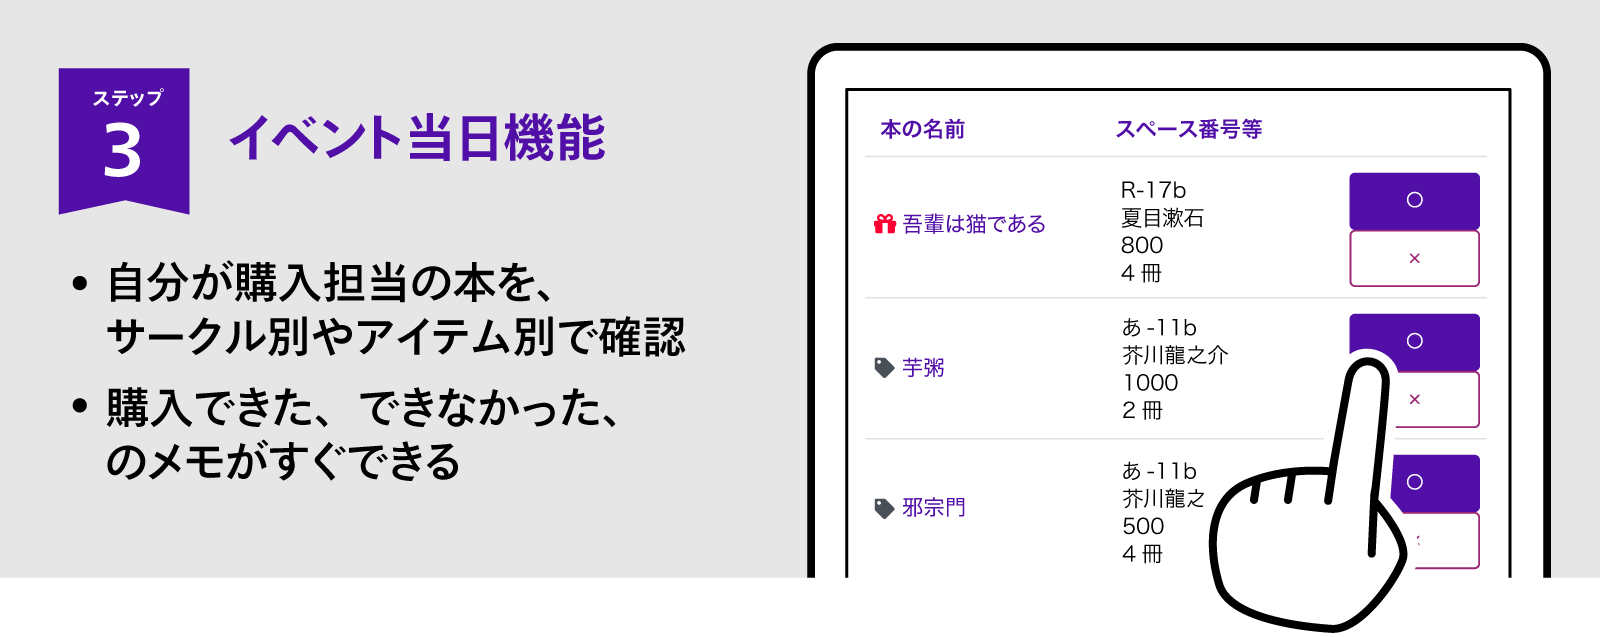 ステップ
3
イベント当日機能
• 自分が購入担当の本を、
サークル別やアイテム別で確認
• 購入できた、できなかった、
のメモがすぐできる
本の名前 スペース番号等
吾輩は猫である
R-17b
夏目漱石
800
4 冊
○
×
芋粥
あ -11b
芥川龍之介
1000
2 冊
○
×
邪宗門
あ -11b
芥川龍之
500
4 冊
○